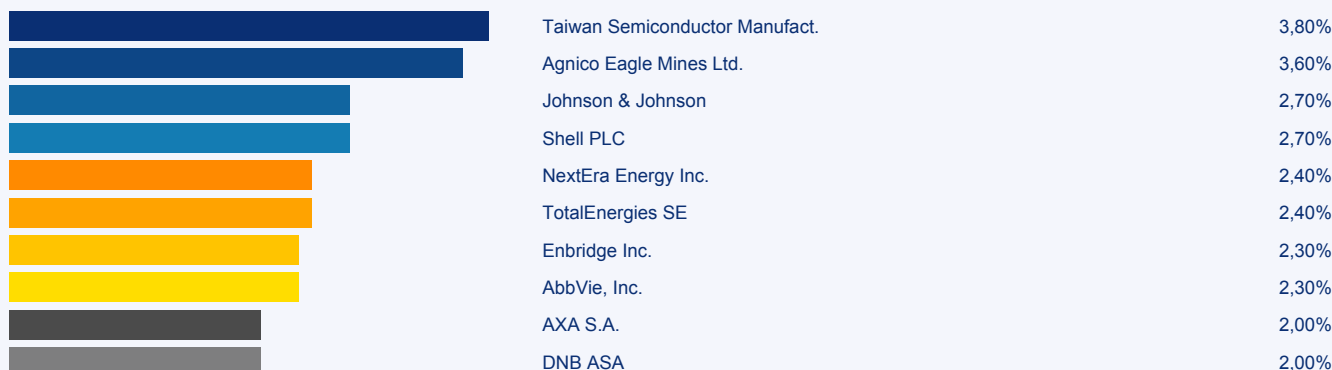 Taiwan Semiconductor Manufact. 3,80%
Agnico Eagle Mines Ltd. 3,60%
Johnson & Johnson 2,70%
Shell PLC 2,70%
NextEra Energy Inc. 2,40%
TotalEnergies SE 2,40%
Enbridge Inc. 2,30%
AbbVie, Inc. 2,30%
AXA S.A. 2,00%
DNB ASA 2,00%